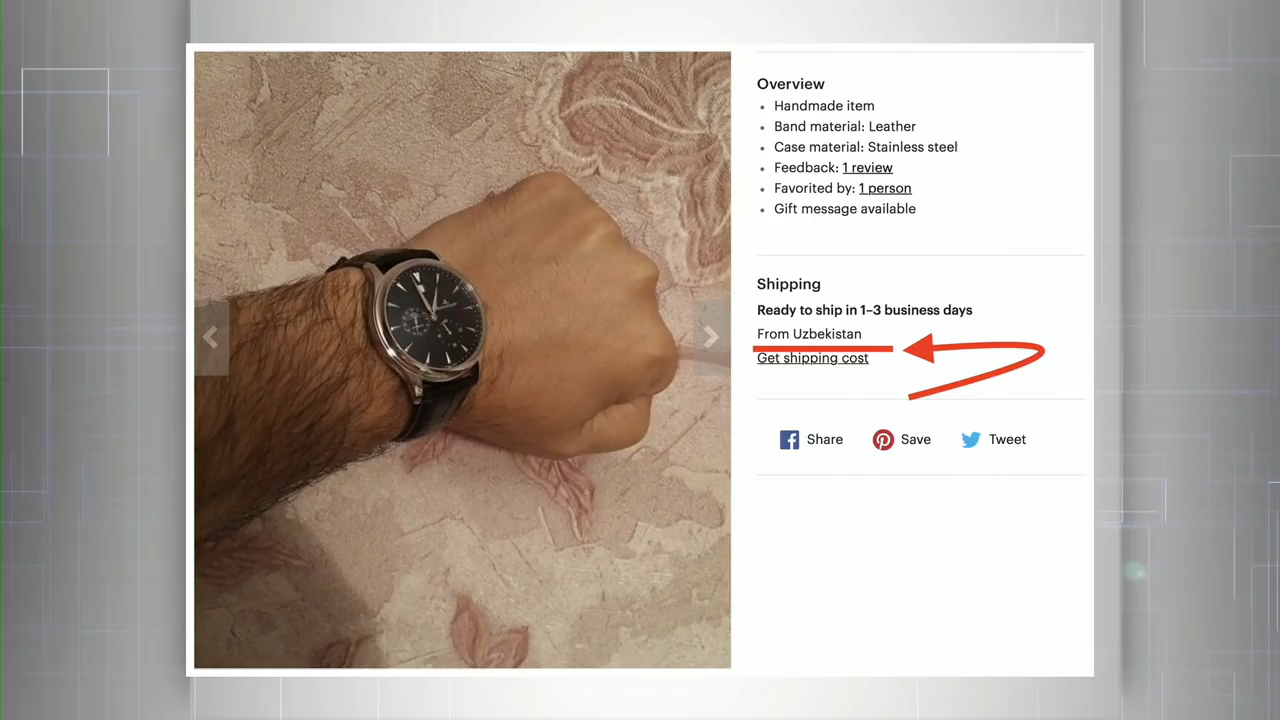 Overview
Handmade item
Band material: Leather
Case material: Stainless steel
Feedback: 1 review
Favorited by: 1 person
Gift message available
Shipping
Ready to ship in 1–3 business days
From Uzbekistan
Get shipping cost
Share
Save
Tweet